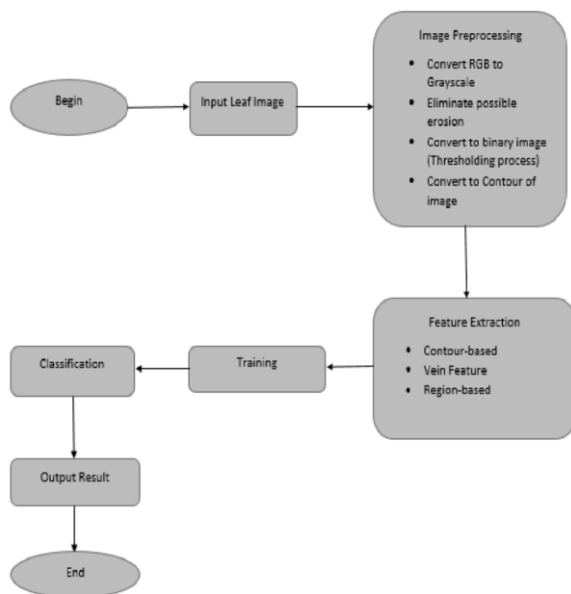 Begin
Input Leaf Image
Image Preprocessing
• Convert RGB to
Grayscale
• Eliminate possible
erosion
• Convert to binary image
(Thresholding process)
• Convert to Contour of
image
Feature Extraction
• Contour-based
• Vein Feature
• Region-based
Training
Classification
Output Result
End